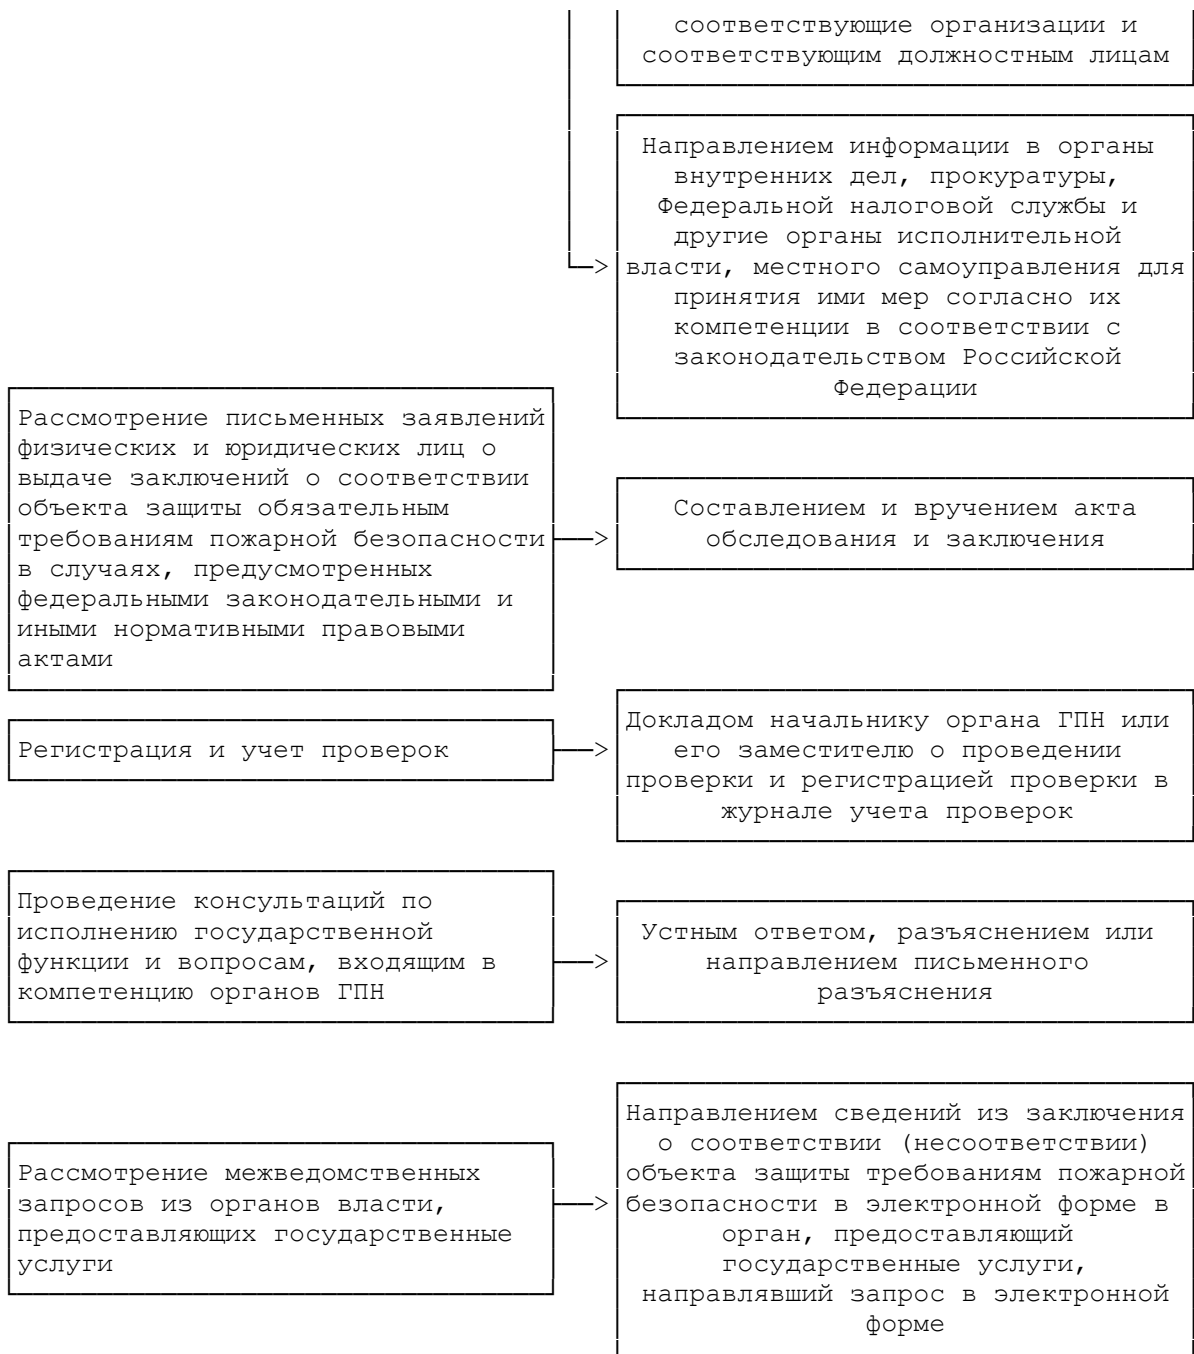 соответствующие организации и
соответствующим должностным лицам
Направлением информации в органы
внутренних дел, прокуратуры,
Федеральной налоговой службы и
другие органы исполнительной
власти, местного самоуправления для
принятия ими мер согласно их
компетенции в соответствии с
законодательством Российской
Федерации
Рассмотрение письменных заявлений
физических и юридических лиц о
выдаче заключений о соответствии
объекта защиты обязательным
требованиям пожарной безопасности
в случаях, предусмотренных
федеральными законодательными и
иными нормативными правовыми
актами
Составлением и вручением акта
обследования и заключения
Регистрация и учет проверок
Докладом начальнику органа ГПН или
его заместителю о проведении
проверки и регистрацией проверки в
журнале учета проверок
Проведение консультаций по
исполнению государственной
функции и вопросам, входящим в
компетенцию органов ГПН
Устным ответом, разъяснением или
направлением письменного
разъяснения
Рассмотрение межведомственных
запросов из органов власти,
предоставляющих государственные
услуги
Направлением сведений из заключения
о соответствии (несоответствии)
объекта защиты требованиям пожарной
безопасности в электронной форме в
орган, предоставляющий
государственные услуги,
направлявший запрос в электронной
форме